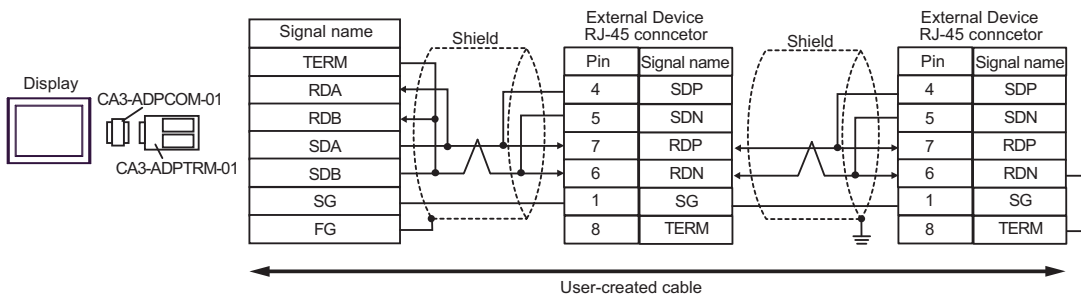 Display
CA3-ADPCOM-01
CA3-ADPTRM-01
Signal name
TERM
RDA
RDB
SDA
SDB
SG
FG
Shield
External Device
RJ-45 conncetor
Pin Signal name
4 SDP
5 SDN
7 RDP
6 RDN
1 SG
8 TERM
Shield
External Device
RJ-45 conncetor
Pin Signal name
4 SDP
5 SDN
7 RDP
6 RDN
1 SG
8 TERM
User-created cable